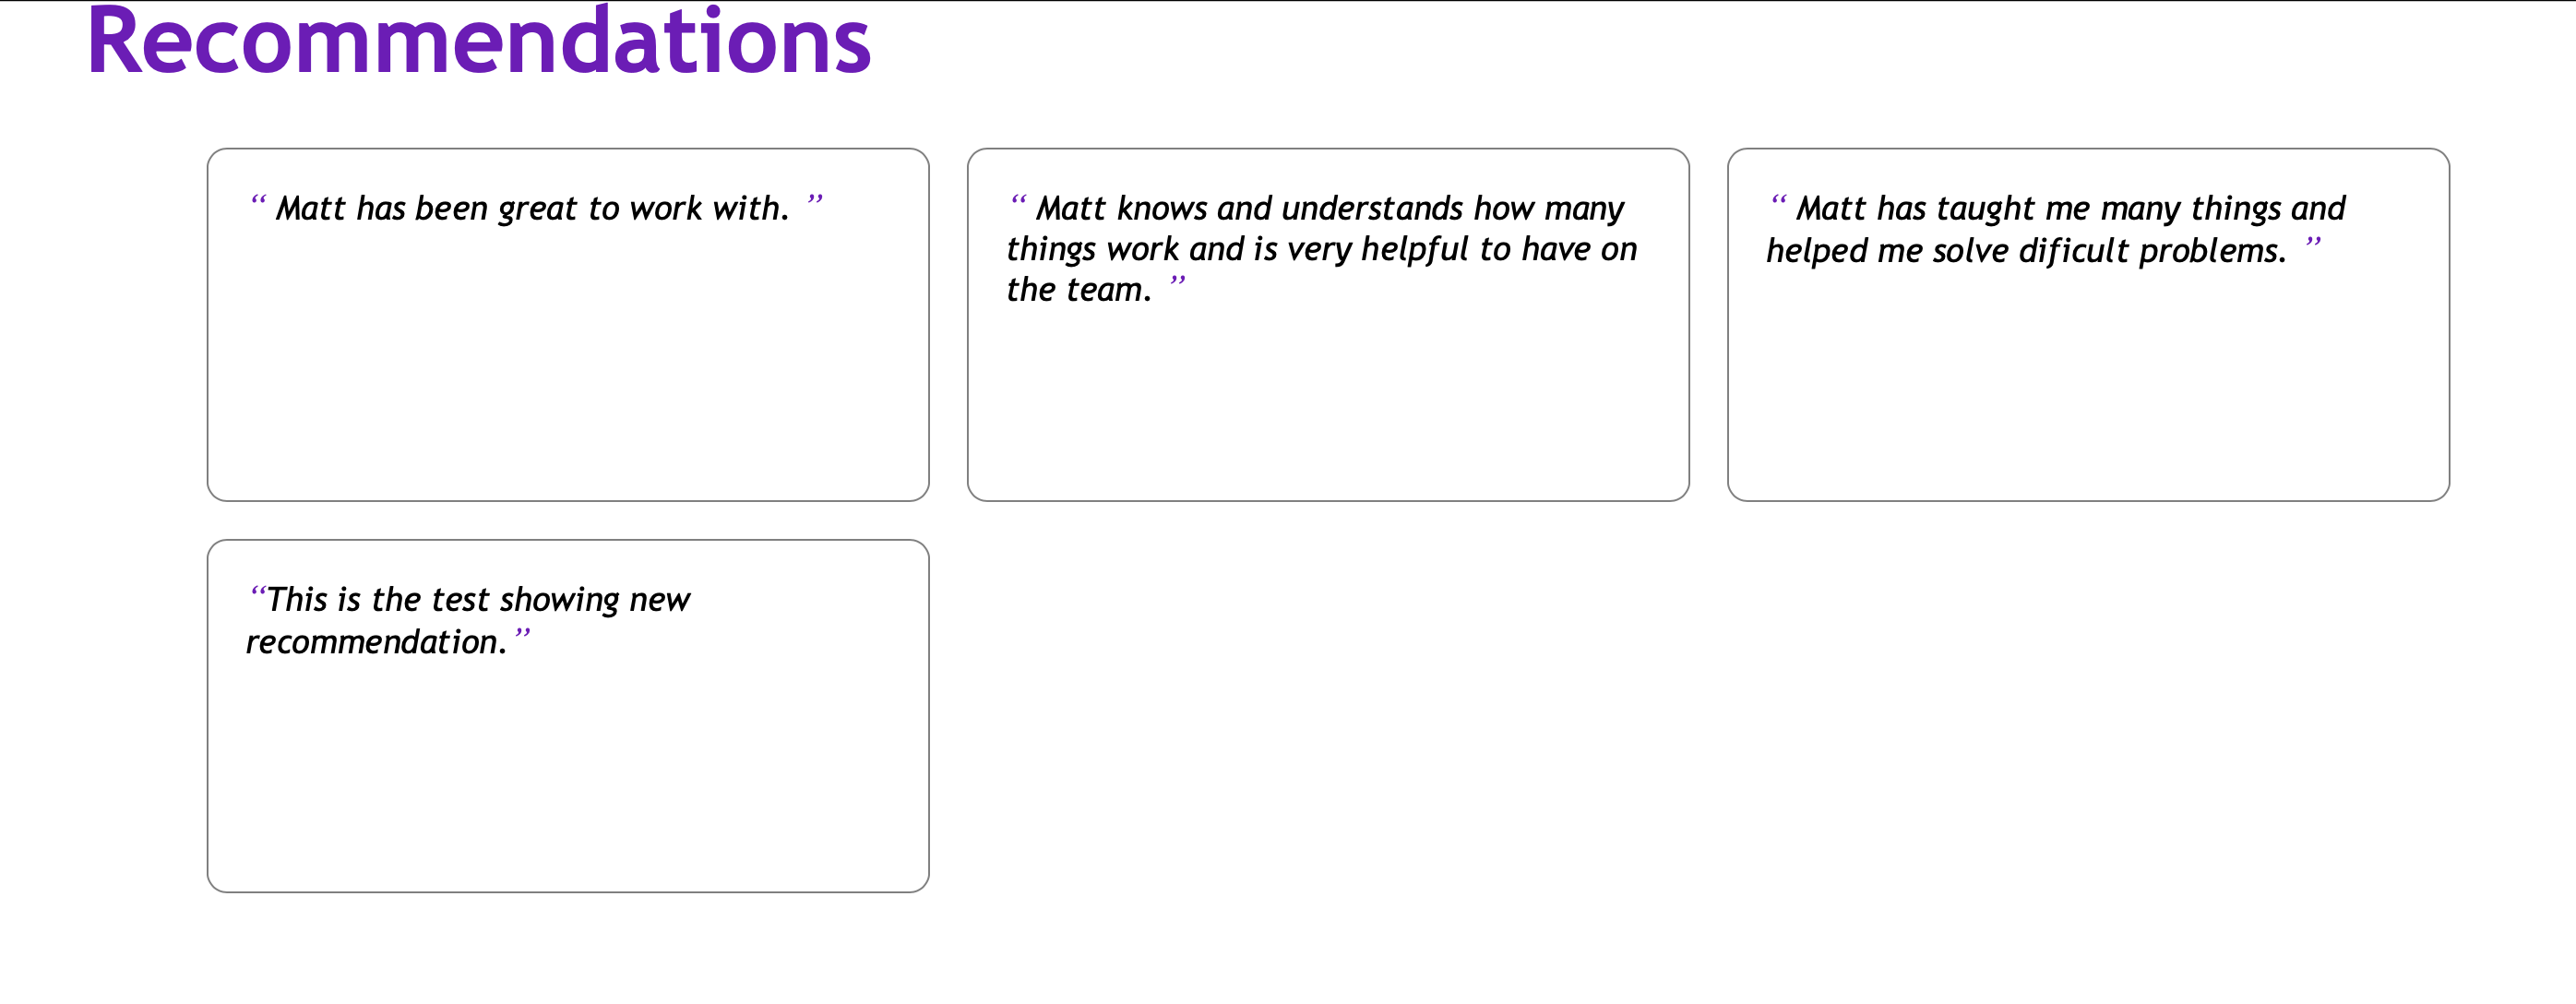 Recommendations
“ Matt has been great to work with. ”
“ Matt knows and understands how many
things work and is very helpful to have on
the team. ”
“ Matt has taught me many things and
helped me solve dificult problems. ”
“This is the test showing new
recommendation.”